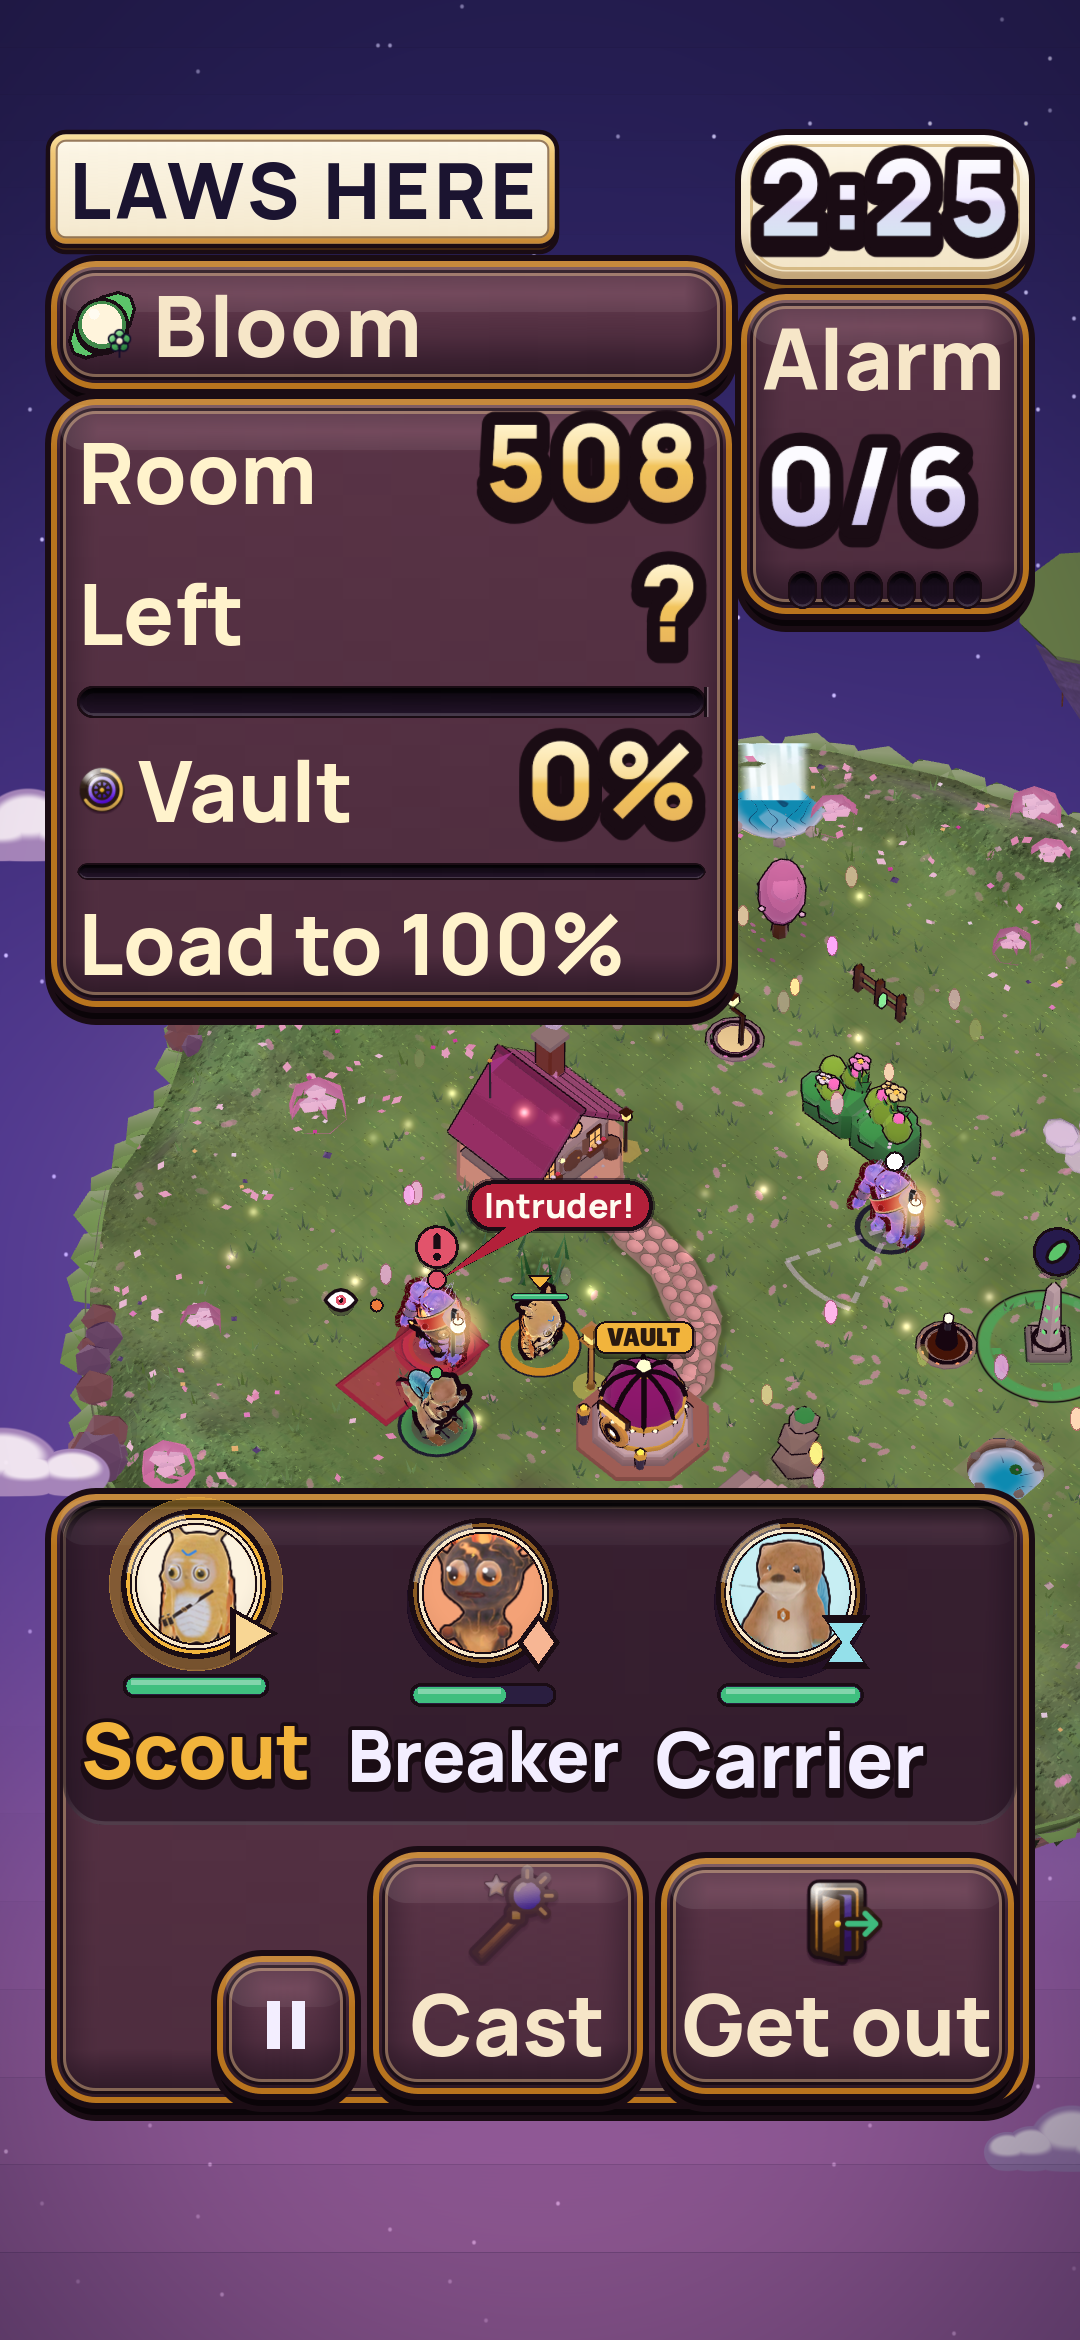 LAWS HERE
2:25
Bloom
Alarm
0/6
Room 508
Left ?
Vault 0%
Load to 100%
Intruder!
VAULT
Scout Breaker Carrier
Cast
Get out